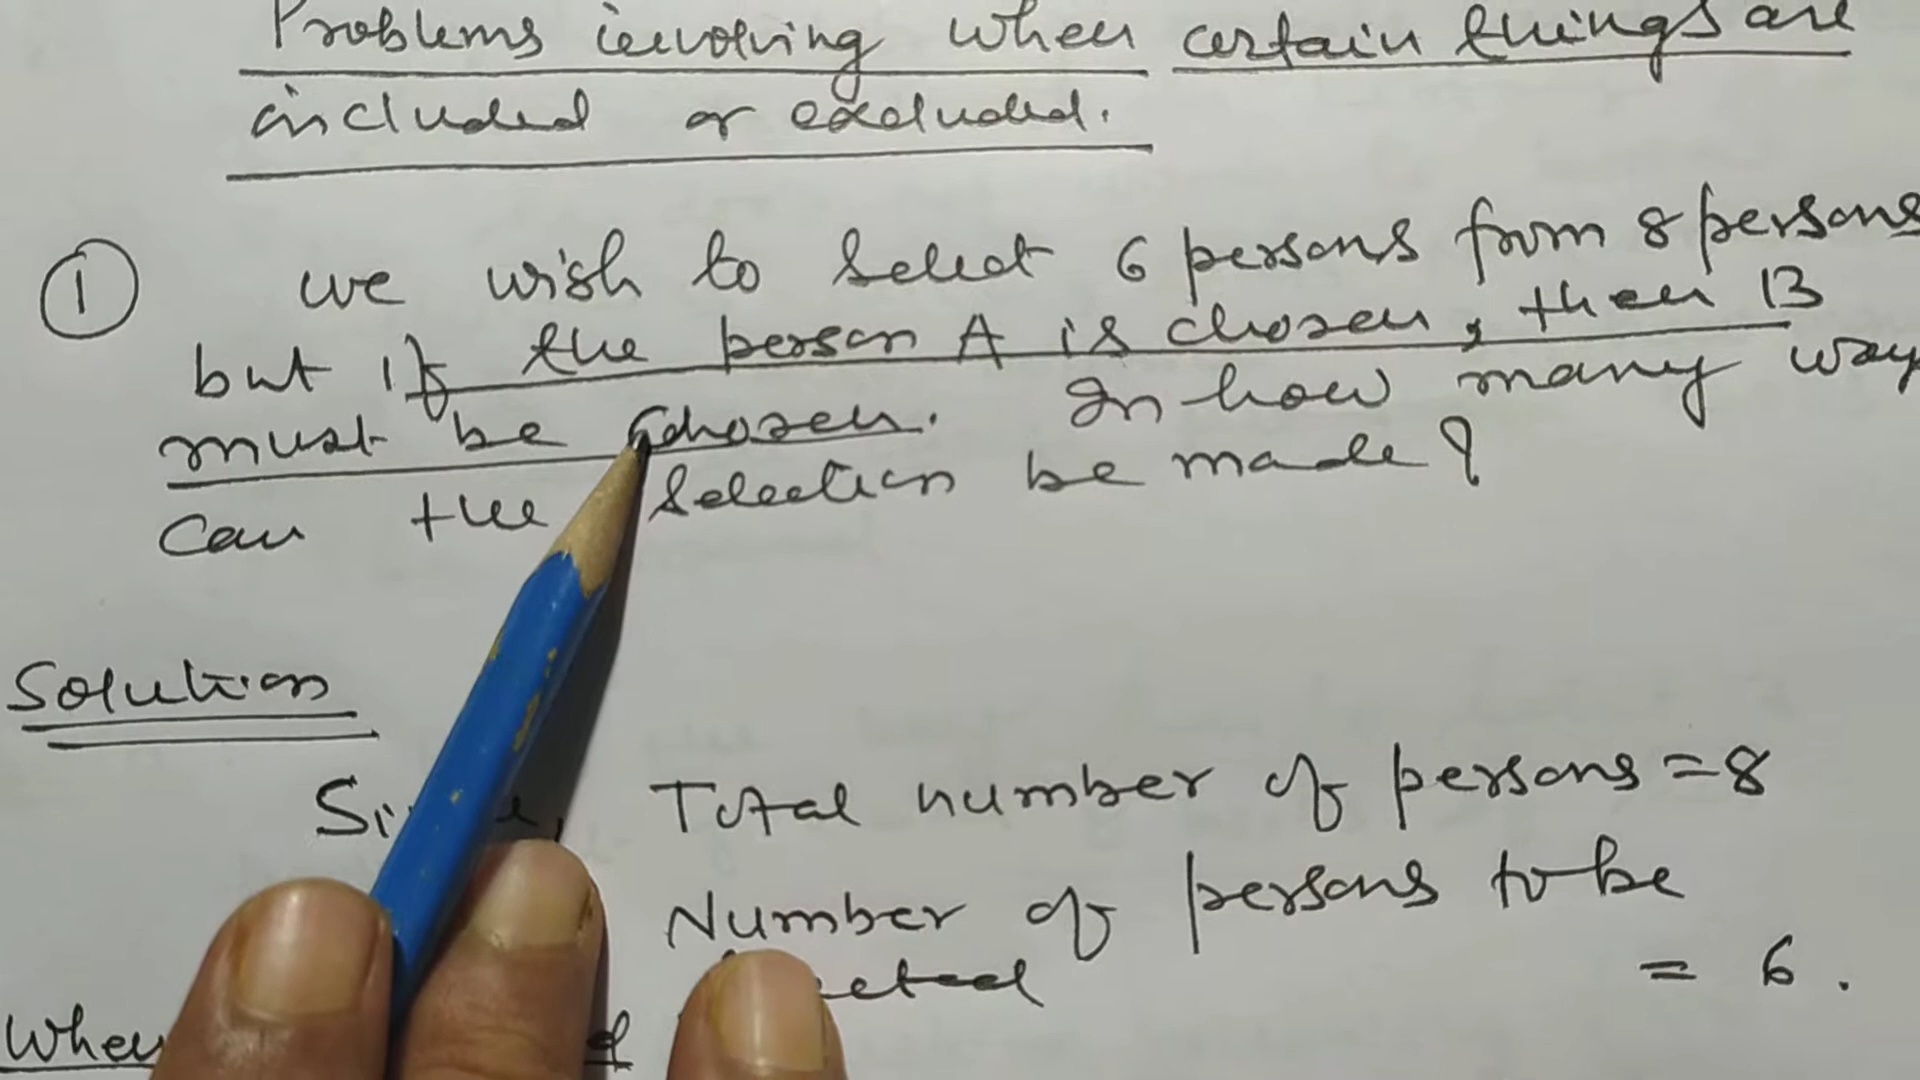 Problems involving when certain things are
included or excluded.
① we wish to select 6 persons from 8 persons
but if the person A is chosen, then B
must be chosen. In how many way
can the selection be made?
Solution
Total number of persons = 8
Number of persons to be
= 6.